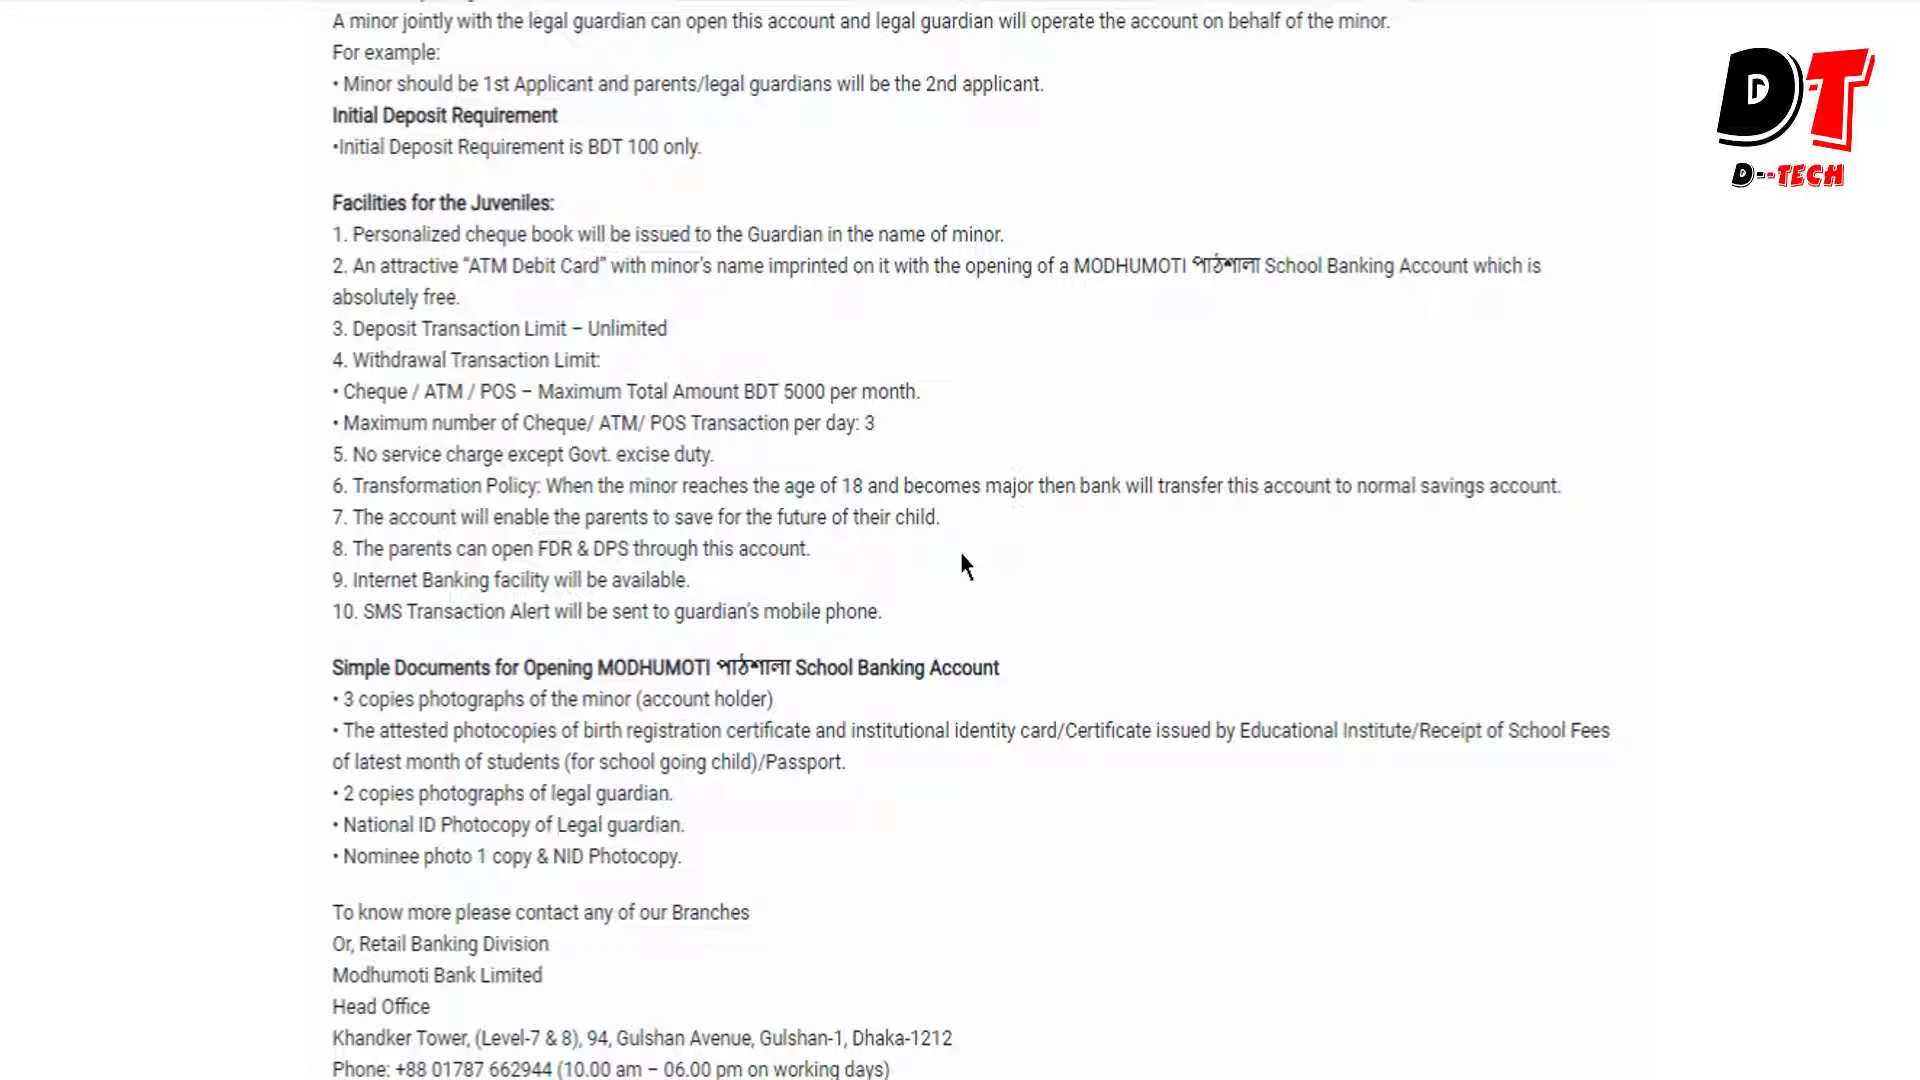 A minor jointly with the legal guardian can open this account and legal guardian will operate the account on behalf of the minor.
For example:
• Minor should be 1st Applicant and parents/legal guardians will be the 2nd applicant.
Initial Deposit Requirement
•Initial Deposit Requirement is BDT 100 only.
Facilities for the Juveniles:
1. Personalized cheque book will be issued to the Guardian in the name of minor.
2. An attractive “ATM Debit Card” with minor’s name imprinted on it with the opening of a MODHUMOTI পাঠশালা School Banking Account which is
absolutely free.
3. Deposit Transaction Limit – Unlimited
4. Withdrawal Transaction Limit:
• Cheque / ATM / POS – Maximum Total Amount BDT 5000 per month.
• Maximum number of Cheque/ ATM/ POS Transaction per day: 3
5. No service charge except Govt. excise duty.
6. Transformation Policy: When the minor reaches the age of 18 and becomes major then bank will transfer this account to normal savings account.
7. The account will enable the parents to save for the future of their child.
8. The parents can open FDR & DPS through this account.
9. Internet Banking facility will be available.
10. SMS Transaction Alert will be sent to guardian’s mobile phone.
Simple Documents for Opening MODHUMOTI পাঠশালা School Banking Account
• 3 copies photographs of the minor (account holder)
• The attested photocopies of birth registration certificate and institutional identity card/Certificate issued by Educational Institute/Receipt of School Fees
of latest month of students (for school going child)/Passport.
• 2 copies photographs of legal guardian.
• National ID Photocopy of Legal guardian.
• Nominee photo 1 copy & NID Photocopy.
To know more please contact any of our Branches
Or, Retail Banking Division
Modhumoti Bank Limited
Head Office
Khandker Tower, (Level-7 & 8), 94, Gulshan Avenue, Gulshan-1, Dhaka-1212
Phone: +88 01787 662944 (10.00 am – 06.00 pm on working days)
DT
D--TECH